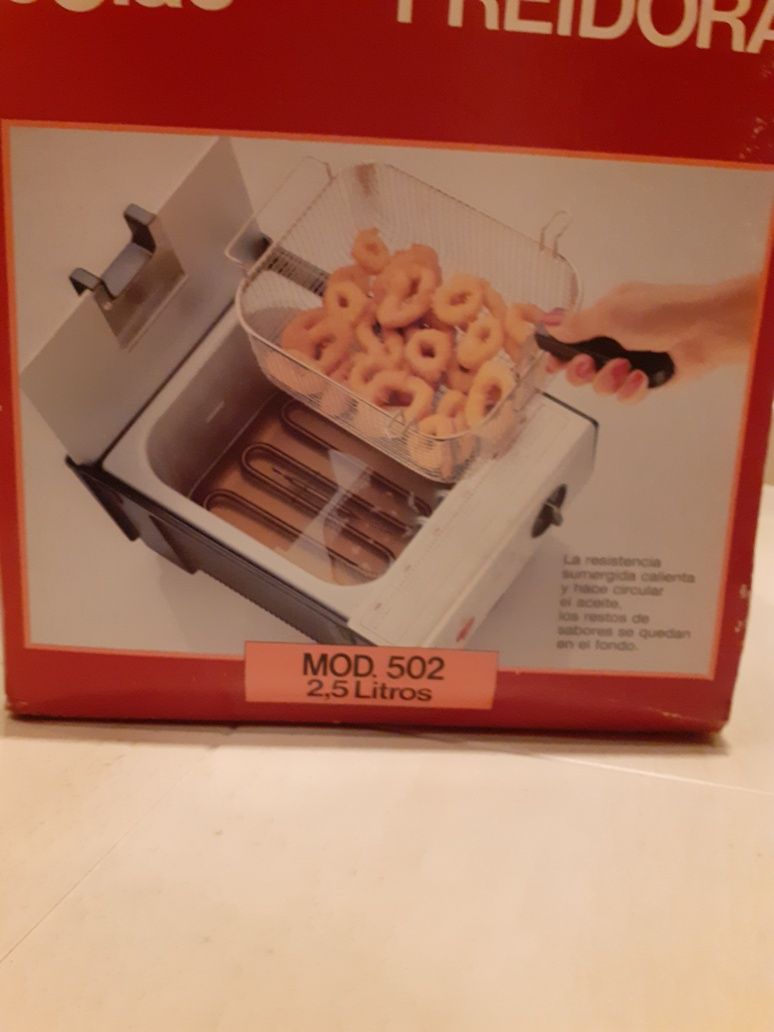 FREIDORA
La resistencia
sumergida calienta
y hace circular
el aceite,
los restos de
sabores se quedan
en el fondo.
MOD. 502
2,5 Litros